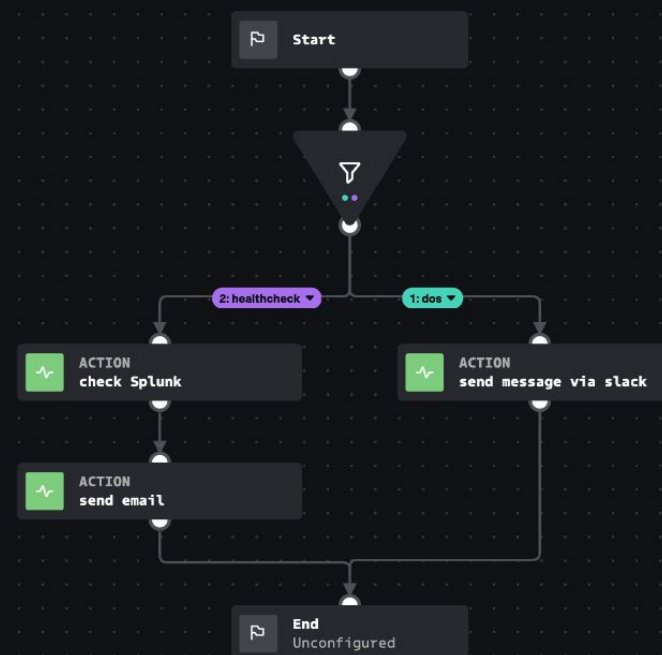 Start
2: healthcheck
1: dos
ACTION
check Splunk
ACTION
send message via slack
ACTION
send email
End
Unconfigured